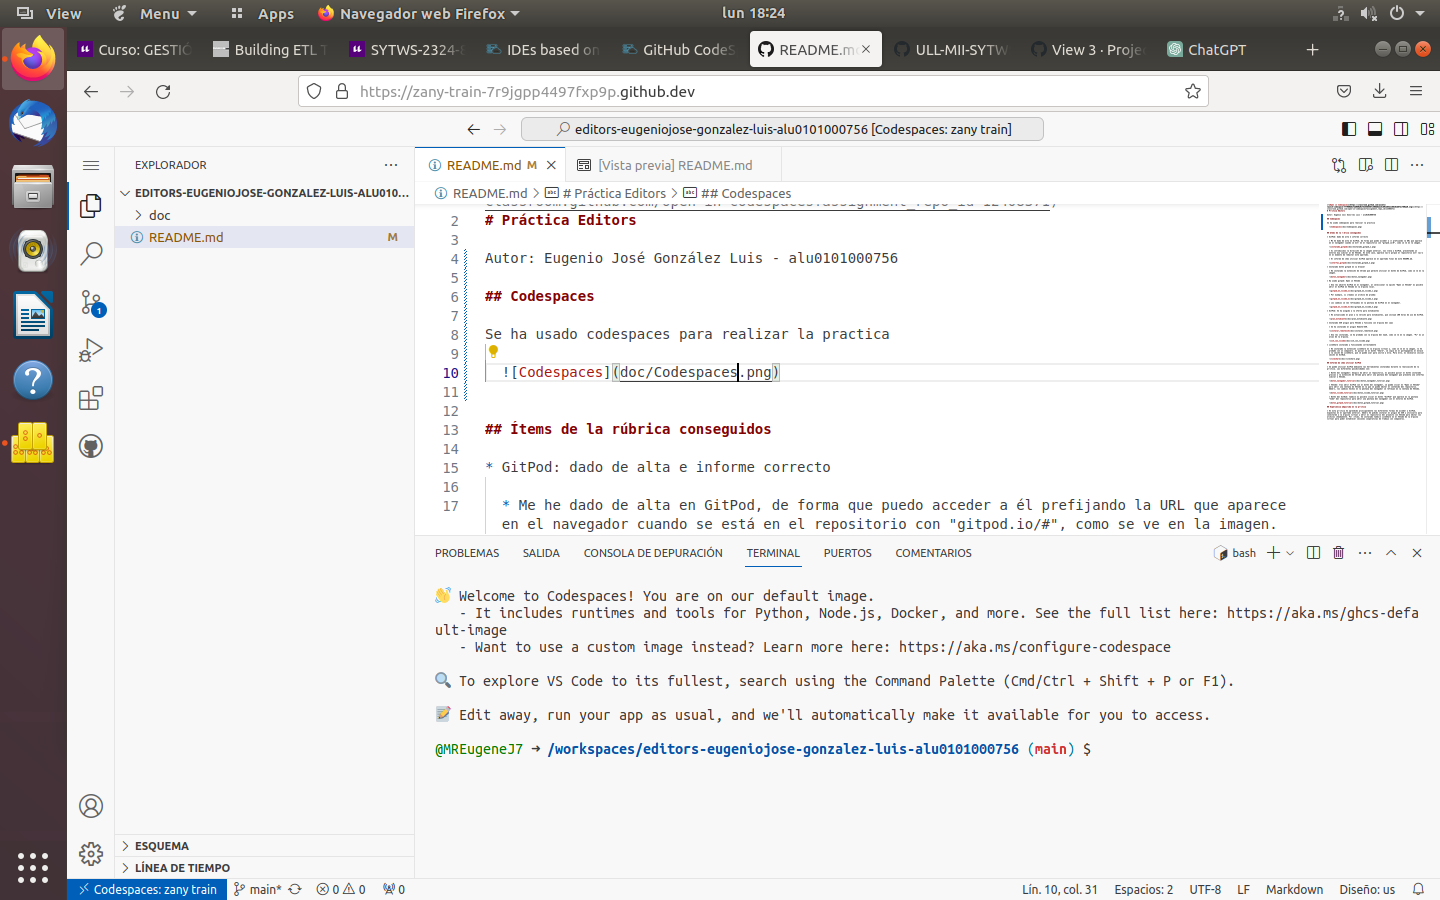 View Menu Apps Navegador web Firefox lun 18:24
Curso: GESTIÓ Building ETL T SYTWS-2324- IDEs based on GitHub CodeS README.m ULL-MII-SYTW View 3 · Proje ChatGPT
https://zany-train-7r9jgpp4497fxp9p.github.dev
editors-eugeniojose-gonzalez-luis-alu0101000756 [Codespaces: zany train]
EXPLORADOR
README.md M [Vista previa] README.md
EDITORS-EUGENIOJOSE-GONZALEZ-LUIS-ALU010...
README.md > # Práctica Editors > ## Codespaces
doc
README.md M
1
2 # Práctica Editors
3
4 Autor: Eugenio José González Luis - alu0101000756
5
6 ## Codespaces
7
8 Se ha usado codespaces para realizar la practica
9
10 ![Codespaces](doc/Codespaces.png)
11
12
13 ## Ítems de la rúbrica conseguidos
14
15 * GitPod: dado de alta e informe correcto
16
17 * Me he dado de alta en GitPod, de forma que puedo acceder a él prefijando la URL que aparece
en el navegador cuando se está en el repositorio con "gitpod.io/#", como se ve en la imagen.
PROBLEMAS SALIDA CONSOLA DE DEPURACIÓN TERMINAL PUERTOS COMENTARIOS bash
👋 Welcome to Codespaces! You are on our default image.
- It includes runtimes and tools for Python, Node.js, Docker, and more. See the full list here: https://aka.ms/ghcs-defa
ult-image
- Want to use a custom image instead? Learn more here: https://aka.ms/configure-codespace
🔍 To explore VS Code to its fullest, search using the Command Palette (Cmd/Ctrl + Shift + P or F1).
📝 Edit away, run your app as usual, and we'll automatically make it available for you to access.
@MREugeneJ7 ➜ /workspaces/editors-eugeniojose-gonzalez-luis-alu0101000756 (main) $
ESQUEMA
LÍNEA DE TIEMPO
Codespaces: zany train main* 0 0 0 Lín. 10, col. 31 Espacios: 2 UTF-8 LF Markdown Diseño: us